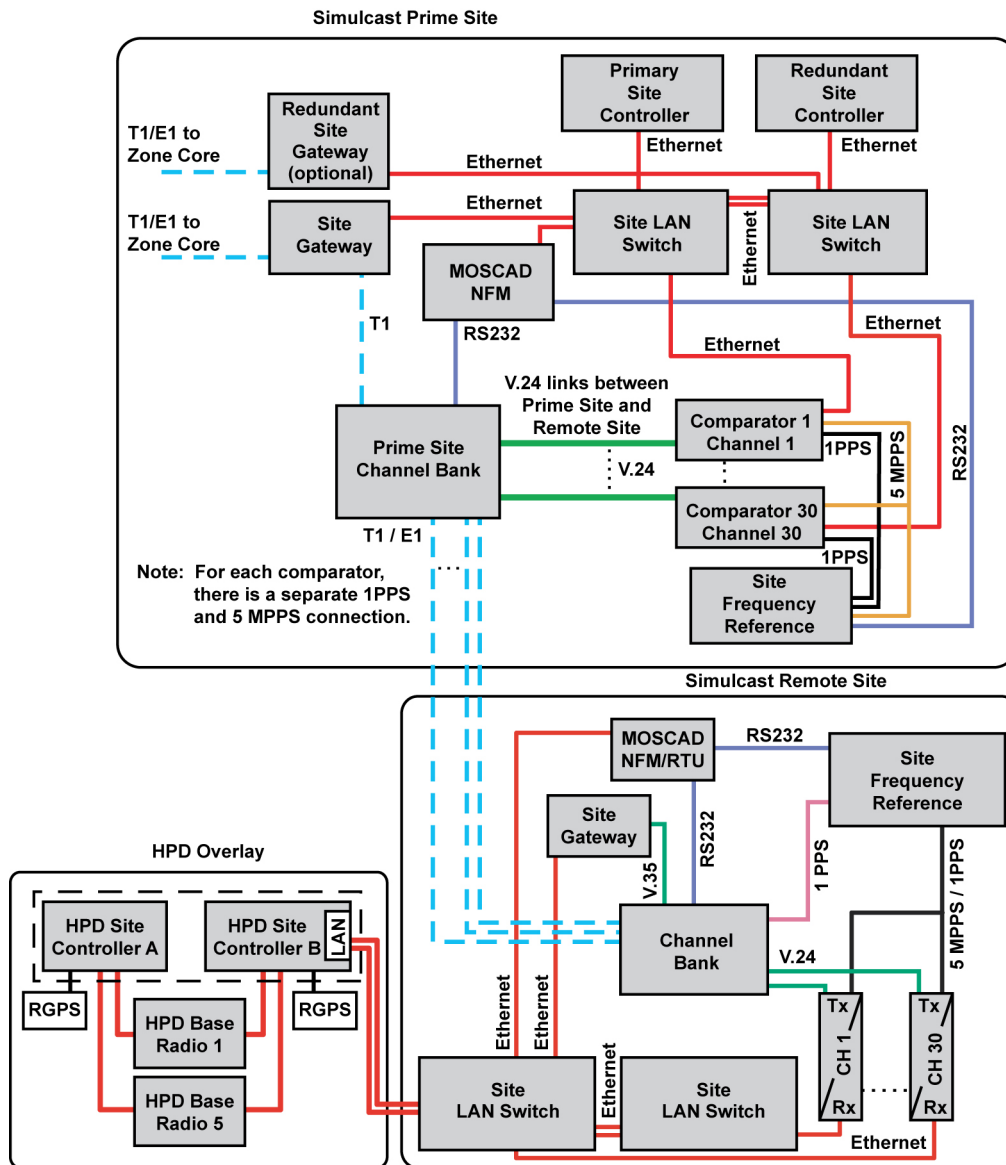 Simulcast Prime Site
T1/E1 to
Zone Core
Redundant
Site
Gateway
(optional)
Primary
Site
Controller
Redundant
Site
Controller
Ethernet
Ethernet
Ethernet
T1/E1 to
Zone Core
Site
Gateway
Ethernet
Site LAN
Switch
Ethernet
Site LAN
Switch
MOSCAD
NFM
T1
RS232
Ethernet
Ethernet
V.24 links between
Prime Site and
Remote Site
Prime Site
Channel Bank
V.24
Comparator 1
Channel 1
1PPS
5 MPPS
RS232
Comparator 30
Channel 30
1PPS
T1 / E1
Note: For each comparator,
there is a separate 1PPS
and 5 MPPS connection.
Site
Frequency
Reference
Simulcast Remote Site
MOSCAD
NFM/RTU
RS232
Site
Frequency
Reference
Site
Gateway
V.35
RS232
1 PPS
5 MPPS / 1PPS
Channel
Bank
V.24
HPD Overlay
HPD Site
Controller A
HPD Site
Controller B
LAN
RGPS
RGPS
HPD Base
Radio 1
HPD Base
Radio 5
Ethernet
Ethernet
Tx
CH 1
Rx
Tx
CH 30
Rx
Site
LAN Switch
Ethernet
Site
LAN Switch
Ethernet